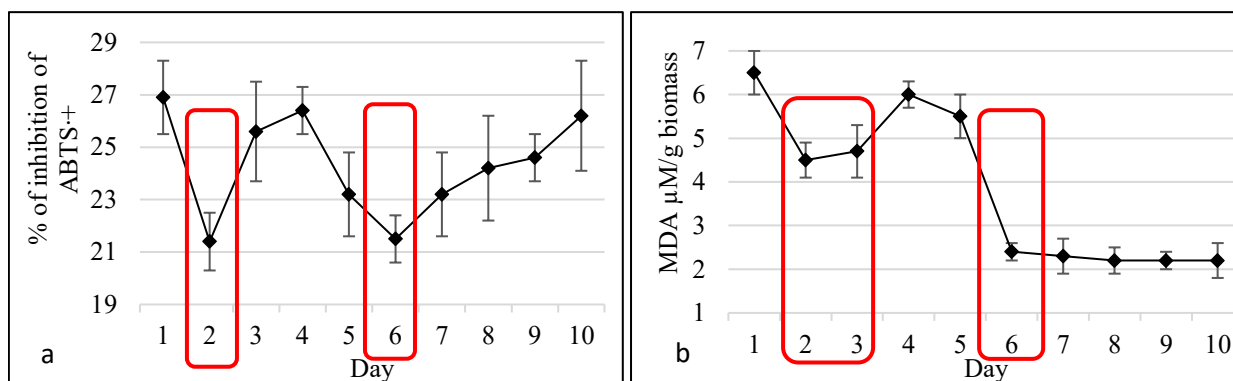 % of inhibition of
ABTS·+
29
27
25
23
21
19
1 2 3 4 5 6 7 8 9 10
Day
a
MDA µM/g biomass
7
6
5
4
3
2
1
1 2 3 4 5 6 7 8 9 10
Day
b